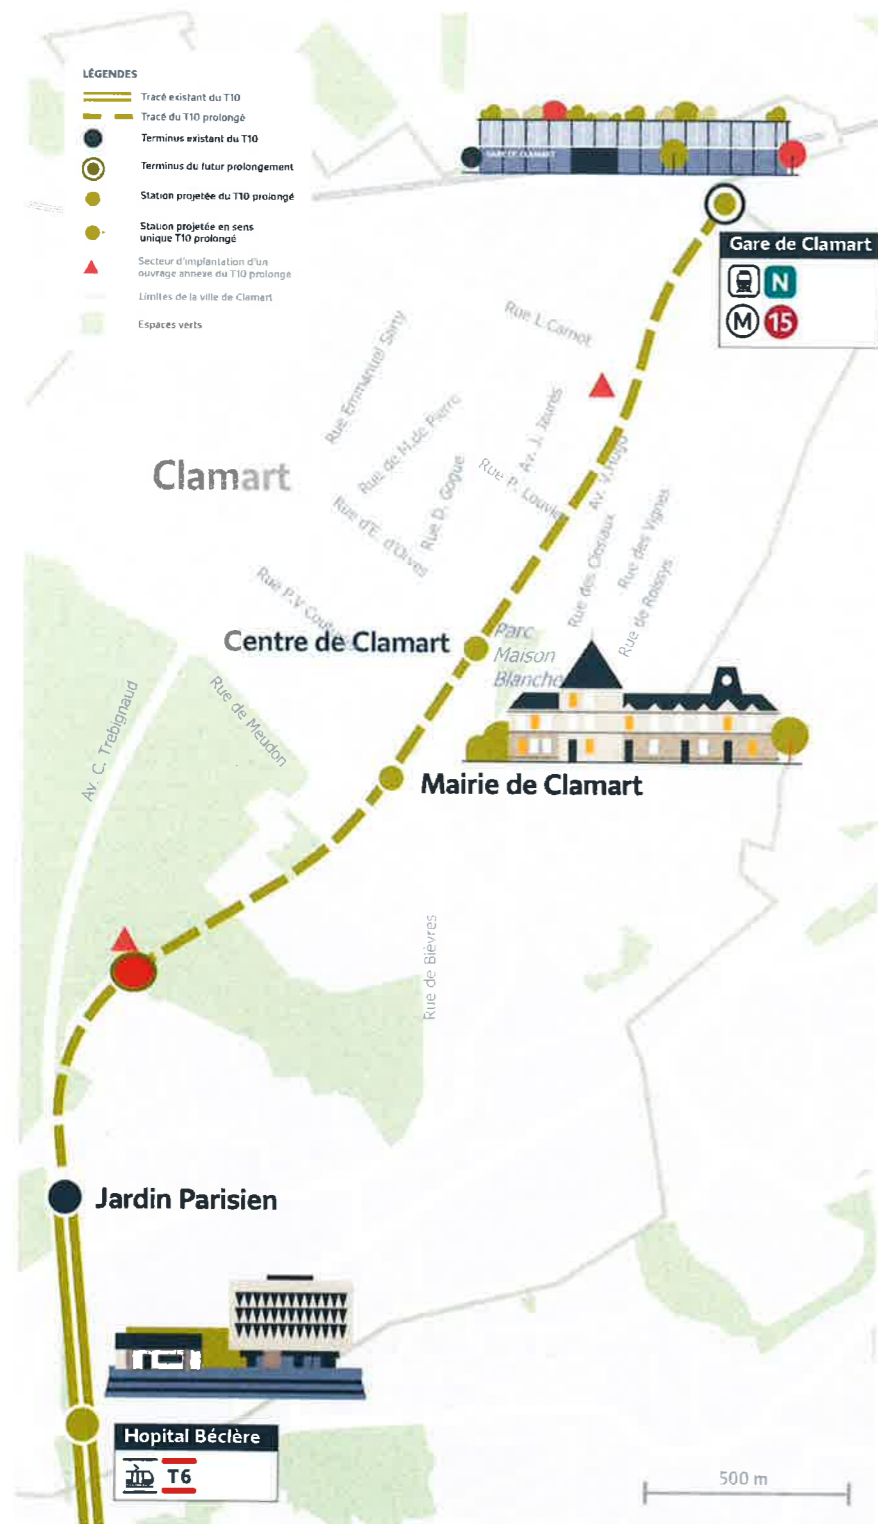 LÉGENDES
Tracé existant du T10
Tracé du T10 prolongé
Terminus existant du T10
Terminus du futur prolongement
Station projetée du T10 prolongé
Station projetée en sens
unique T10 prolongé
Secteur d'implantation d'un
ouvrage annexe du T10 prolongé
Limites de la ville de Clamart
Espaces verts
GARE DE CLAMART
Gare de Clamart
N
M 15
Rue L.Carnot
Rue Emmanuel Sarty
Rue de N.de Pierre
Av. J. Jaurès
Clamart
Rue D. Gogue
Rue P. Louvier
Av. V.Hugo
Rue d'E. d'Orves
Rue des Closiaux
Rue des Vignes
Rue de Roissys
Rue P.V
Centre de Clamart
Parc
Maison
Blanche
Av. C. Trebignaud
Rue de Meudon
Mairie de Clamart
Rue de Bièvres
Jardin Parisien
Hopital Béclère
T6
500 m